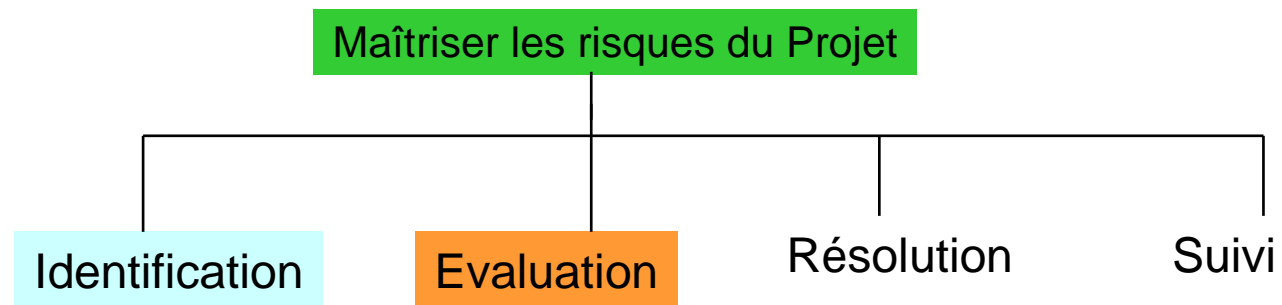 Maîtriser les risques du Projet
Identification
Evaluation
Résolution
Suivi